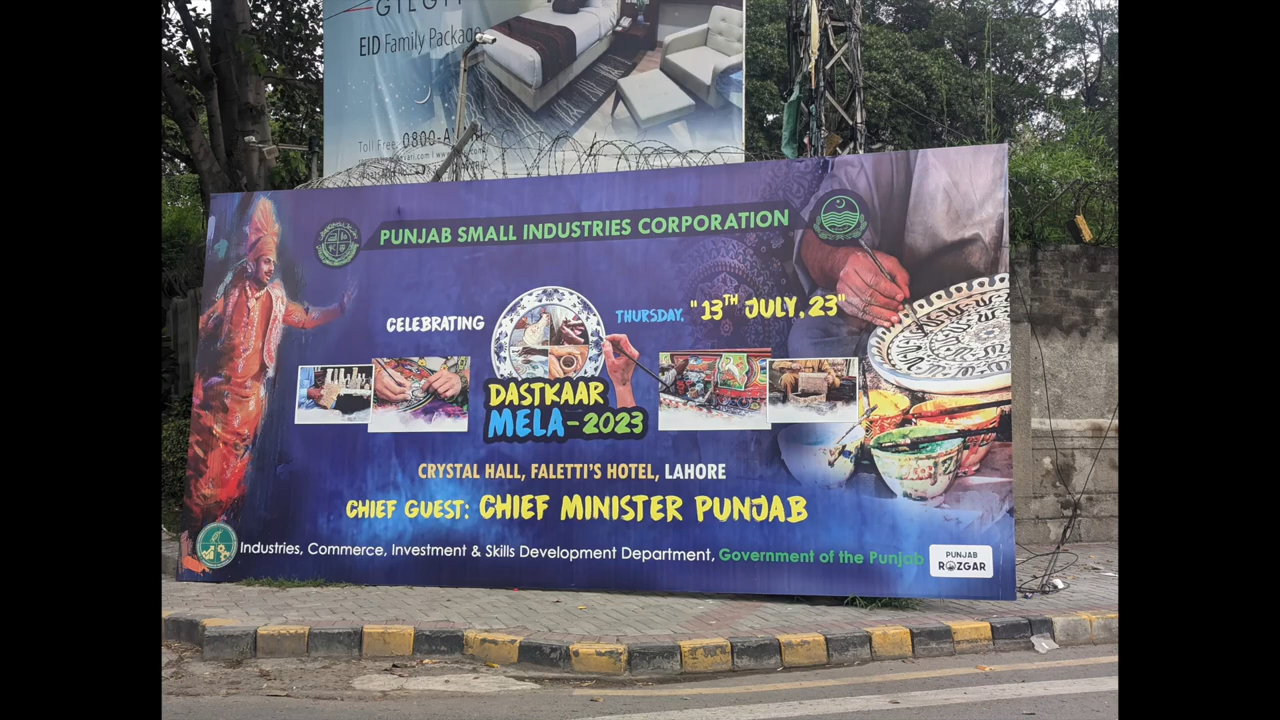 EID Family Package
Toll Free: 0800-AVARI
PUNJAB SMALL INDUSTRIES CORPORATION
CELEBRATING
THURSDAY, "13TH JULY, 23"
DASTKAAR
MELA-2023
CRYSTAL HALL, FALETTI'S HOTEL, LAHORE
CHIEF GUEST: CHIEF MINISTER PUNJAB
Industries, Commerce, Investment & Skills Development Department, Government of the Punjab
PUNJAB
ROZGAR